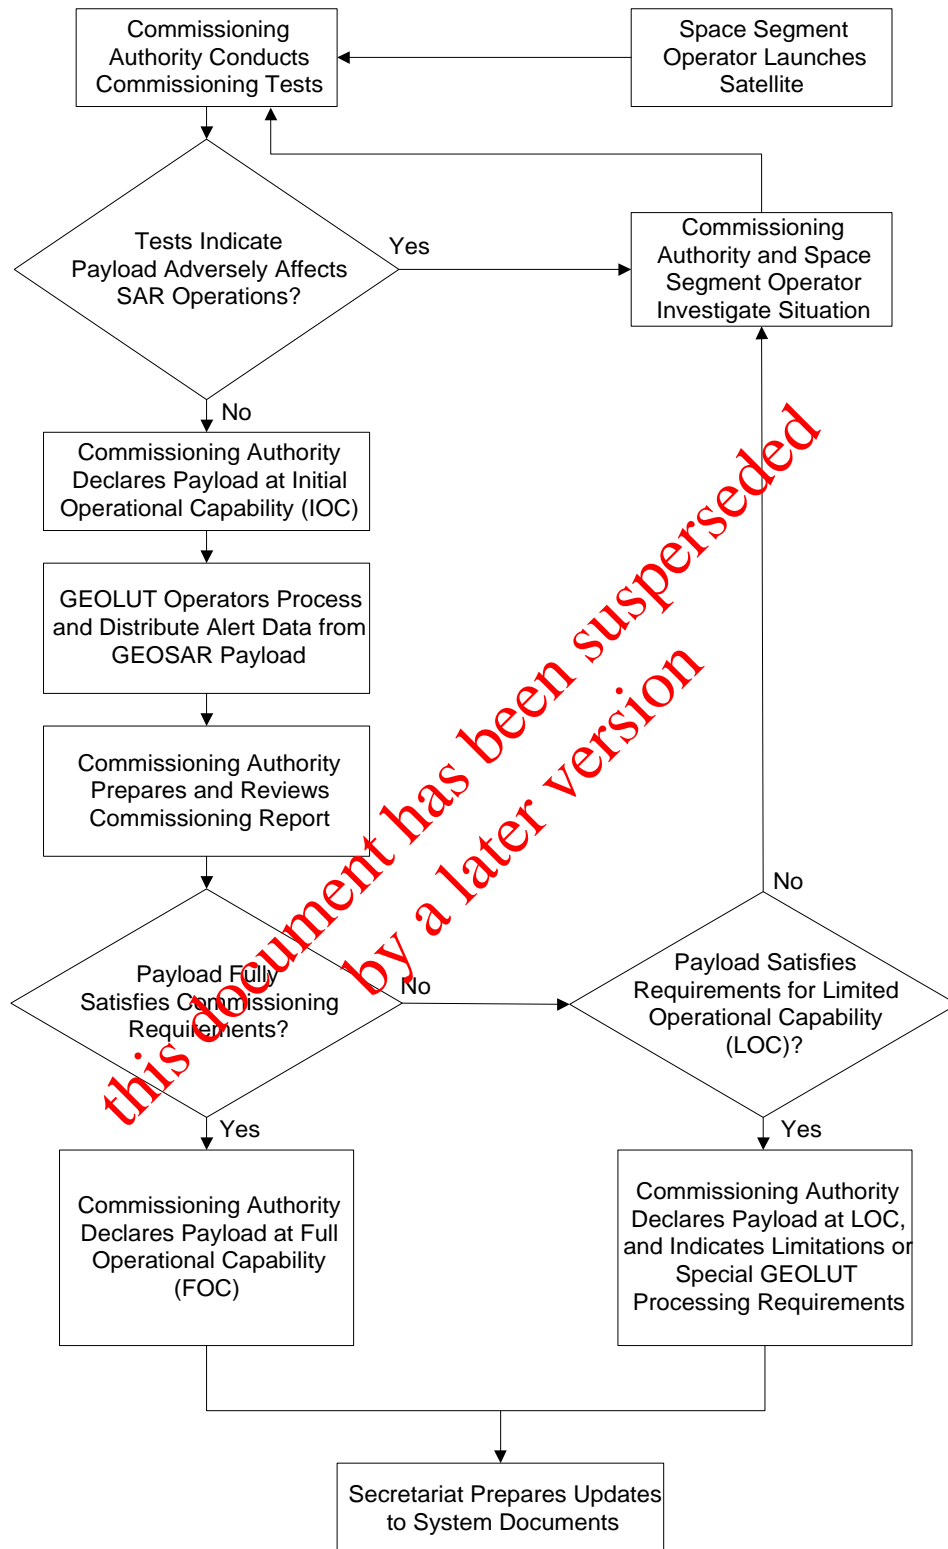 Commissioning
Authority Conducts
Commissioning Tests
Space Segment
Operator Launches
Satellite
Tests Indicate
Payload Adversely Affects
SAR Operations?
Yes
Commissioning
Authority and Space
Segment Operator
Investigate Situation
No
Commissioning Authority
Declares Payload at Initial
Operational Capability (IOC)
GEOLUT Operators Process
and Distribute Alert Data from
GEOSAR Payload
Commissioning Authority
Prepares and Reviews
Commissioning Report
Payload Fully
Satisfies Commissioning
Requirements?
No
No
Payload Satisfies
Requirements for Limited
Operational Capability
(LOC)?
Yes
Yes
Commissioning Authority
Declares Payload at Full
Operational Capability
(FOC)
Commissioning Authority
Declares Payload at LOC,
and Indicates Limitations or
Special GEOLUT
Processing Requirements
Secretariat Prepares Updates
to System Documents
this document has been susperseded
by a later version